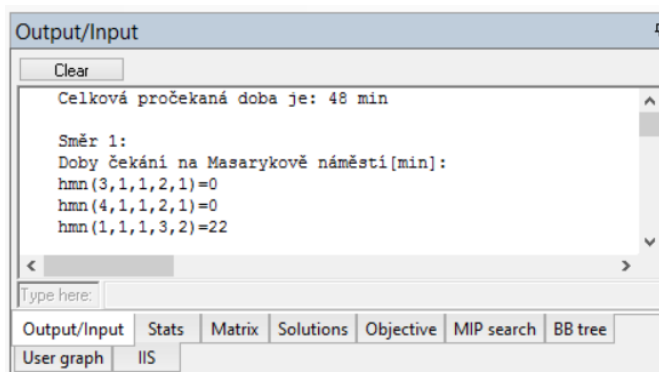 Output/Input
Clear
Celková pročekaná doba je: 48 min
Směr 1:
Doby čekání na Masarykově náměstí[min]:
hmn(3,1,1,2,1)=0
hmn(4,1,1,2,1)=0
hmn(1,1,1,3,2)=22
Type here:
Output/Input Stats Matrix Solutions Objective MIP search BB tree
User graph IIS